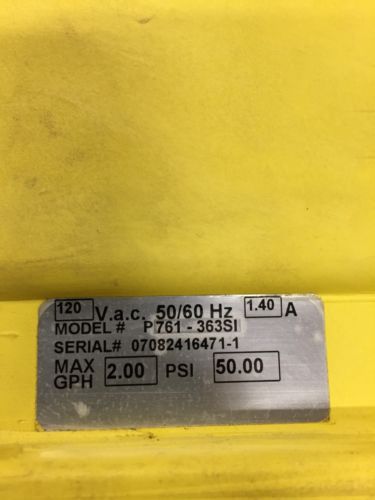 120 V.a.c. 50/60 Hz 1.40 A
MODEL # P761 - 363SI
SERIAL# 07082416471-1
MAX GPH 2.00 PSI 50.00